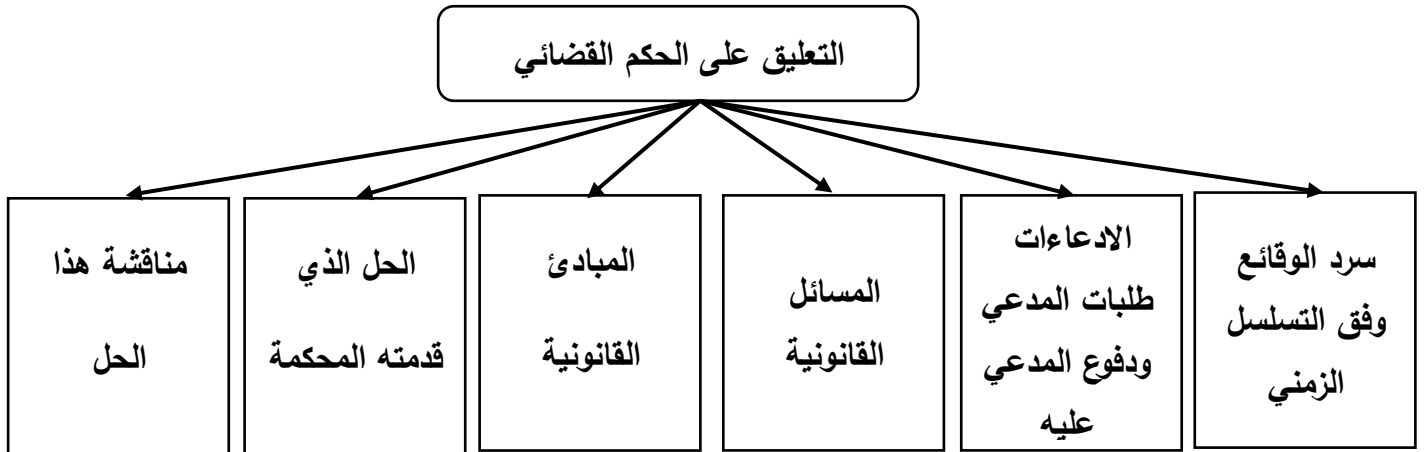 التعليق على الحكم القضائي
سرد الوقائع
وفق التسلسل
الزمني
الادعاءات
طلبات المدعي
ودفوع المدعي
عليه
المسائل
القانونية
المبادئ
القانونية
الحل الذي
قدمته المحكمة
مناقشة هذا
الحل